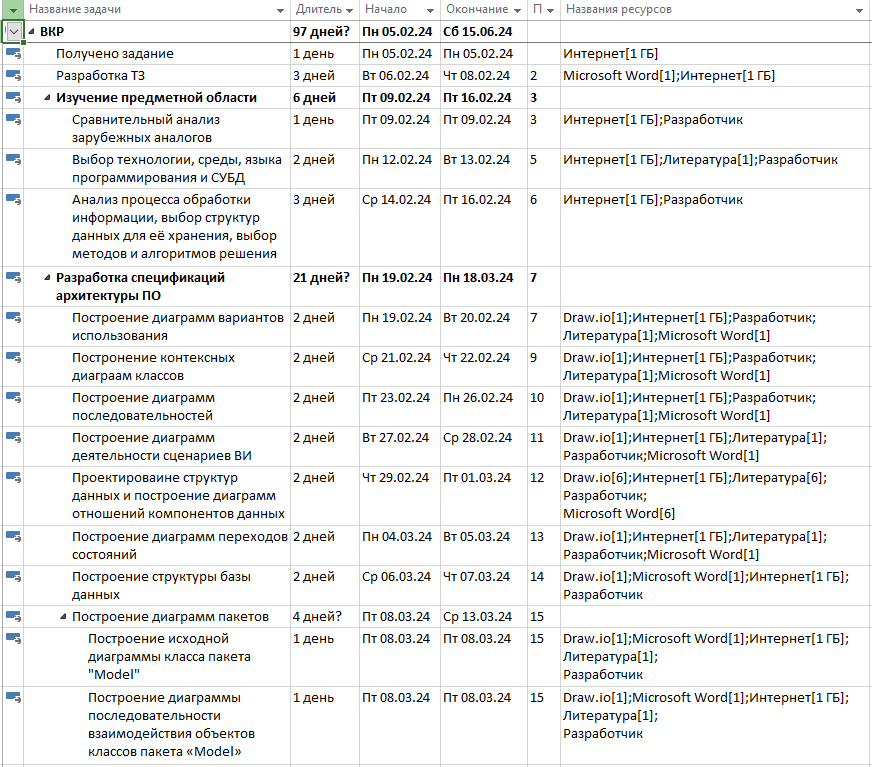 Название задачи Длитель Начало Окончание П Названия ресурсов
ВКР 97 дней? Пн 05.02.24 Сб 15.06.24
Получено задание 1 день Пн 05.02.24 Пн 05.02.24 Интернет[1 ГБ]
Разработка ТЗ 3 дней Вт 06.02.24 Чт 08.02.24 2 Microsoft Word[1];Интернет[1 ГБ]
Изучение предметной области 6 дней Пт 09.02.24 Пт 16.02.24 3
Сравнительный анализ 1 день Пт 09.02.24 Пт 09.02.24 3 Интернет[1 ГБ];Разработчик
зарубежных аналогов
Выбор технологии, среды, языка 2 дней Пн 12.02.24 Вт 13.02.24 5 Интернет[1 ГБ];Литература[1];Разработчик
программирования и СУБД
Анализ процесса обработки 3 дней Ср 14.02.24 Пт 16.02.24 6 Интернет[1 ГБ];Разработчик
информации, выбор структур
данных для её хранения, выбор
методов и алгоритмов решения
Разработка спецификаций 21 дней? Пн 19.02.24 Пн 18.03.24 7
архитектуры ПО
Построение диаграмм вариантов 2 дней Пн 19.02.24 Вт 20.02.24 7 Draw.io[1];Интернет[1 ГБ];Разработчик;
использования Литература[1];Microsoft Word[1]
Постронение контексных 2 дней Ср 21.02.24 Чт 22.02.24 9 Draw.io[1];Интернет[1 ГБ];Разработчик;
диаграам классов Литература[1];Microsoft Word[1]
Построение диаграмм 2 дней Пт 23.02.24 Пн 26.02.24 10 Draw.io[1];Интернет[1 ГБ];Разработчик;
последовательностей Литература[1];Microsoft Word[1]
Построение диаграмм 2 дней Вт 27.02.24 Ср 28.02.24 11 Draw.io[1];Интернет[1 ГБ];Литература[1];
деятельности сценариев ВИ Разработчик;Microsoft Word[1]
Проектироваине структур 2 дней Чт 29.02.24 Пт 01.03.24 12 Draw.io[6];Интернет[1 ГБ];Литература[6];
данных и построение диаграмм Разработчик;
отношений компонентов данных Microsoft Word[6]
Построение диаграмм переходов 2 дней Пн 04.03.24 Вт 05.03.24 13 Draw.io[1];Интернет[1 ГБ];Литература[1];
состояний Разработчик;Microsoft Word[1]
Построение структуры базы 2 дней Ср 06.03.24 Чт 07.03.24 14 Draw.io[1];Microsoft Word[1];Интернет[1 ГБ];
данных Разработчик
Построение диаграмм пакетов 4 дней? Пт 08.03.24 Ср 13.03.24 15
Построение исходной 1 день Пт 08.03.24 Пт 08.03.24 15 Draw.io[1];Microsoft Word[1];Интернет[1 ГБ];
диаграммы класса пакета Литература[1];
"Model" Разработчик
Построение диаграммы 1 день Пт 08.03.24 Пт 08.03.24 15 Draw.io[1];Microsoft Word[1];Интернет[1 ГБ];
последовательности Литература[1];
взаимодействия объектов Разработчик
классов пакета «Model»